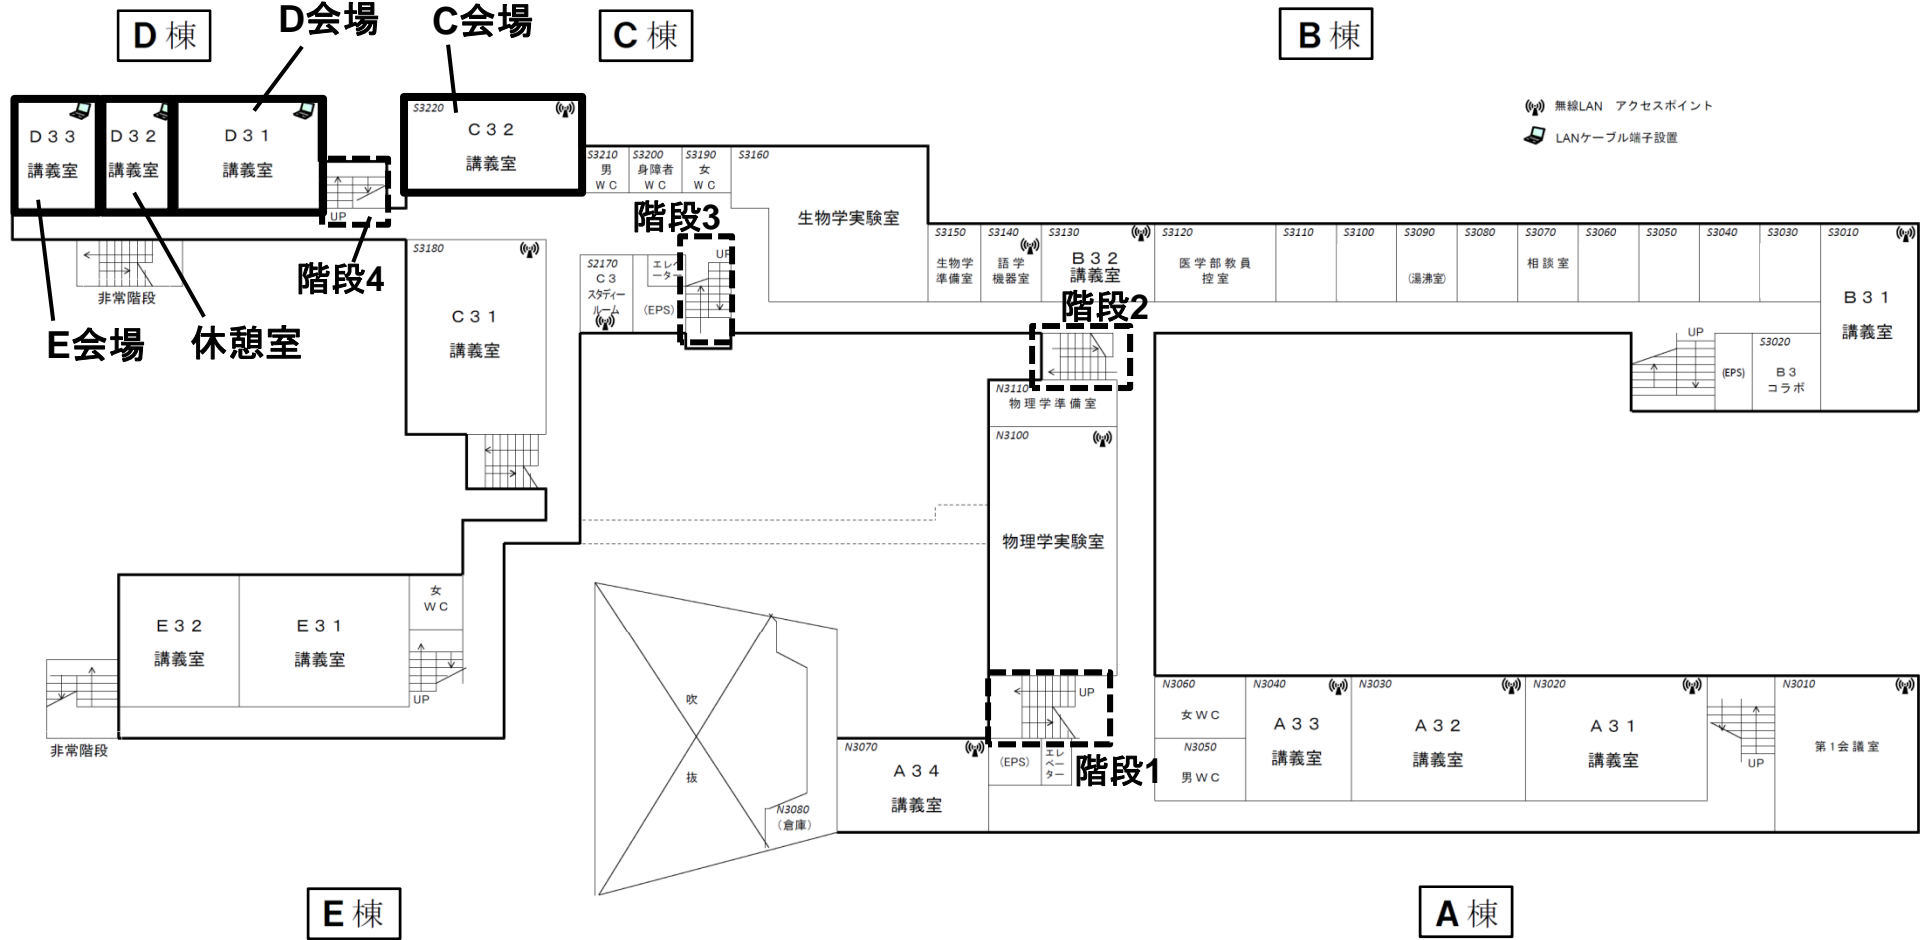 D棟
D会場
C会場
C棟
B棟
無線LAN アクセスポイント
LANケーブル端子設置
D33
講義室
D32
講義室
D31
講義室
UP
S3220
C32
講義室
S3210
男
WC
S3200
身障者
WC
S3190
女
WC
S3160
生物学実験室
階段3
階段4
非常階段
E会場
休憩室
S3180
C31
講義室
S2170
C3
スタディー
ルーム
エレベーター
(EPS)
UP
S3150
生物学
準備室
S3140
語学
機器室
S3130
B32
講義室
階段2
S3120
医学部教員
控室
S3110
S3100
S3090
(湯沸室)
S3080
S3070
相談室
S3060
S3050
S3040
S3030
S3010
B31
講義室
UP
(EPS)
S3020
B3
コラボ
N3110
物理学準備室
N3100
物理学実験室
女
WC
E32
講義室
E31
講義室
UP
非常階段
吹
抜
N3080
(倉庫)
N3070
A34
講義室
UP
(EPS)
エレベーター
階段1
N3060
女WC
N3050
男WC
N3040
A33
講義室
N3030
A32
講義室
N3020
A31
講義室
UP
N3010
第1会議室
E棟
A棟